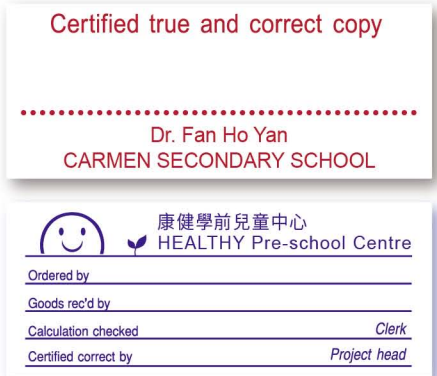 Certified true and correct copy
Dr. Fan Ho Yan
CARMEN SECONDARY SCHOOL
康健學前兒童中心
HEALTHY Pre-school Centre
Ordered by
Goods rec'd by
Calculation checked Clerk
Certified correct by Project head